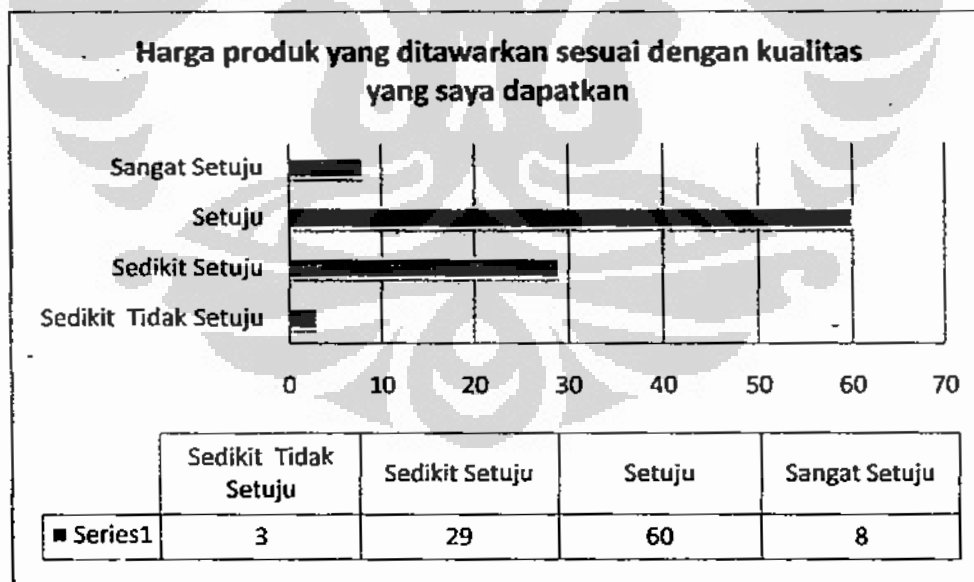 Harga produk yang ditawarkan sesuai dengan kualitas
yang saya dapatkan
Sangat Setuju
Setuju
Sedikit Setuju
Sedikit Tidak Setuju
0 10 20 30 40 50 60 70
Sedikit Tidak
Setuju
Sedikit Setuju
Setuju
Sangat Setuju
Series1 3 29 60 8